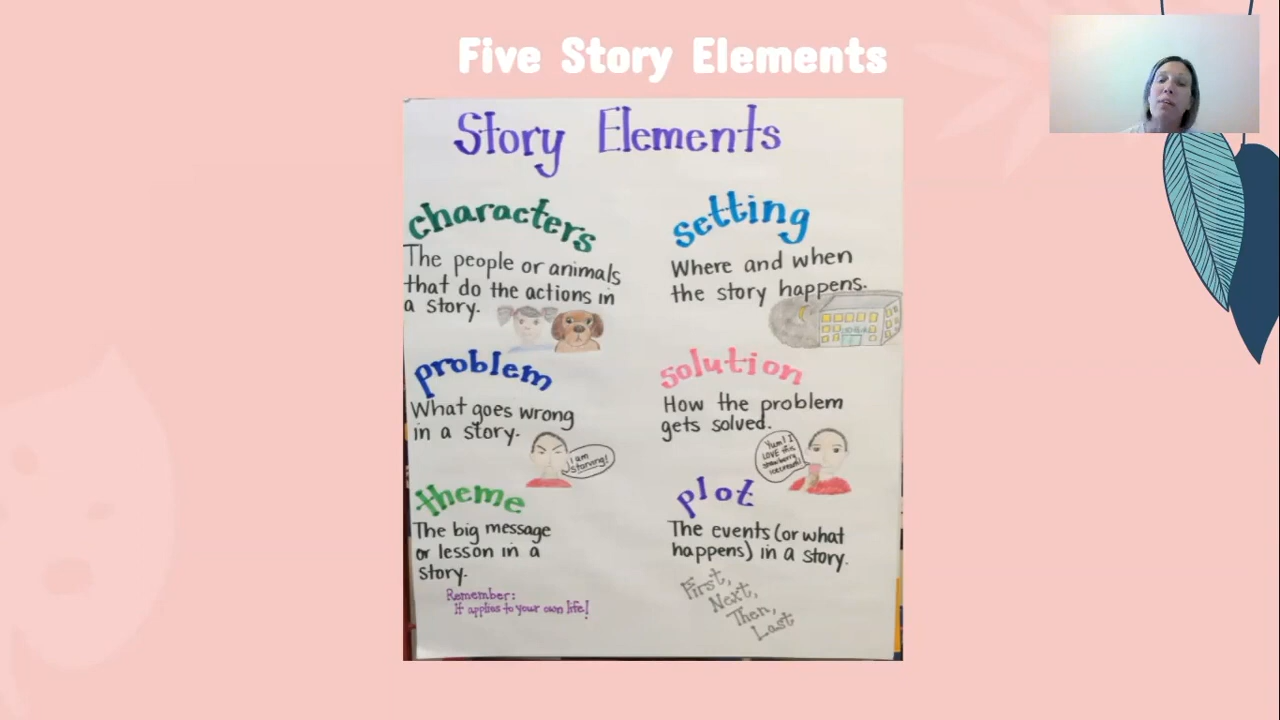 Five Story Elements
Story Elements
characters
The people or animals
that do the actions in
a story.
setting
Where and when
the story happens.
problem
What goes wrong
in a story.
I am
starving!
solution
How the problem
gets solved.
Yum! I
LOVE this
strawberry
icecream!
theme
The big message
or lesson in a
story.
Remember:
It applies to your own life!
plot
The events (or what
happens) in a story.
First,
Next,
Then,
Last